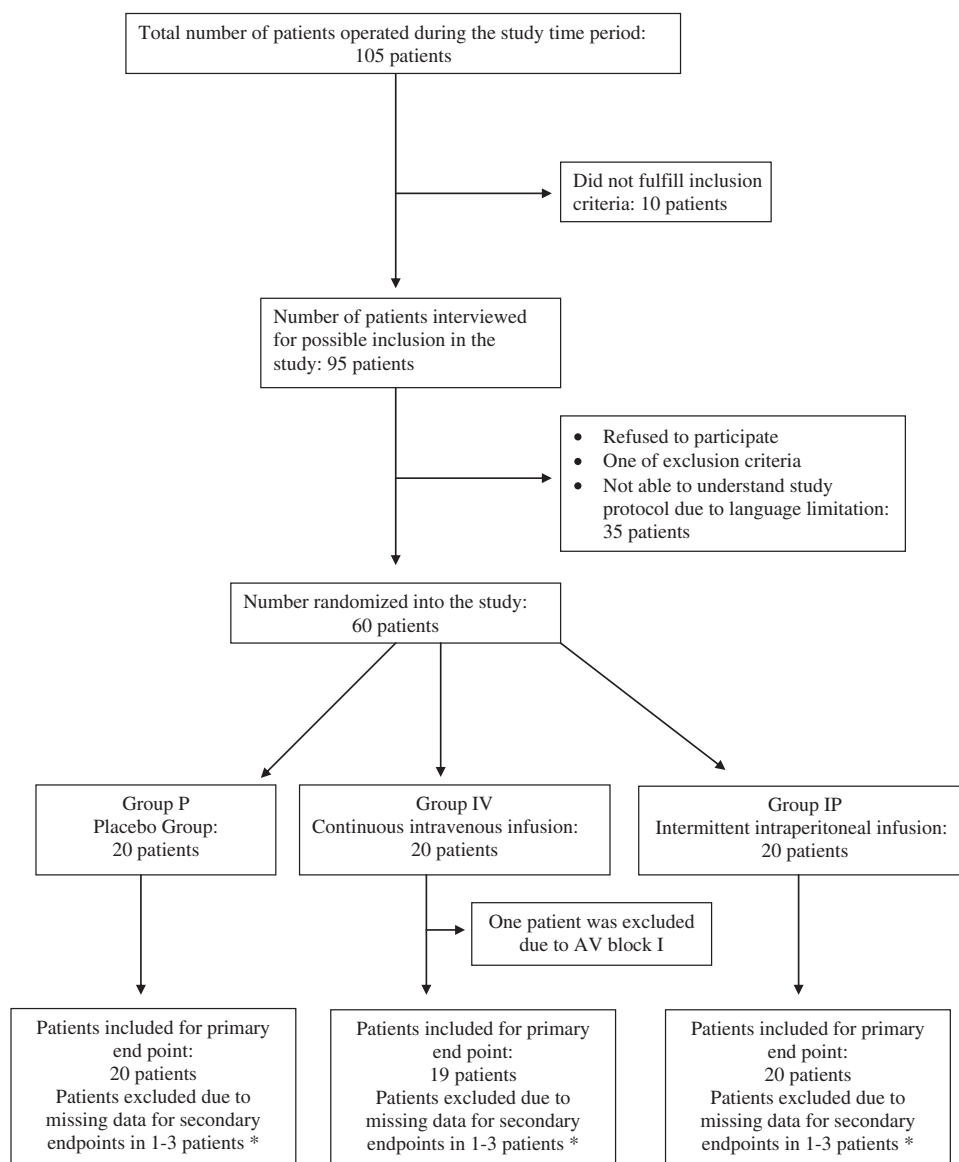 Total number of patients operated during the study time period:
105 patients
Did not fulfill inclusion
criteria: 10 patients
Number of patients interviewed
for possible inclusion in the
study: 95 patients
• Refused to participate
• One of exclusion criteria
• Not able to understand study
protocol due to language limitation:
35 patients
Number randomized into the study:
60 patients
Group P
Placebo Group:
20 patients
Group IV
Continuous intravenous infusion:
20 patients
Group IP
Intermittent intraperitoneal infusion:
20 patients
One patient was excluded
due to AV block I
Patients included for primary
end point:
20 patients
Patients excluded due to
missing data for secondary
endpoints in 1-3 patients *
Patients included for primary
end point:
19 patients
Patients excluded due to
missing data for secondary
endpoints in 1-3 patients *
Patients included for primary
end point:
20 patients
Patients excluded due to
missing data for secondary
endpoints in 1-3 patients *